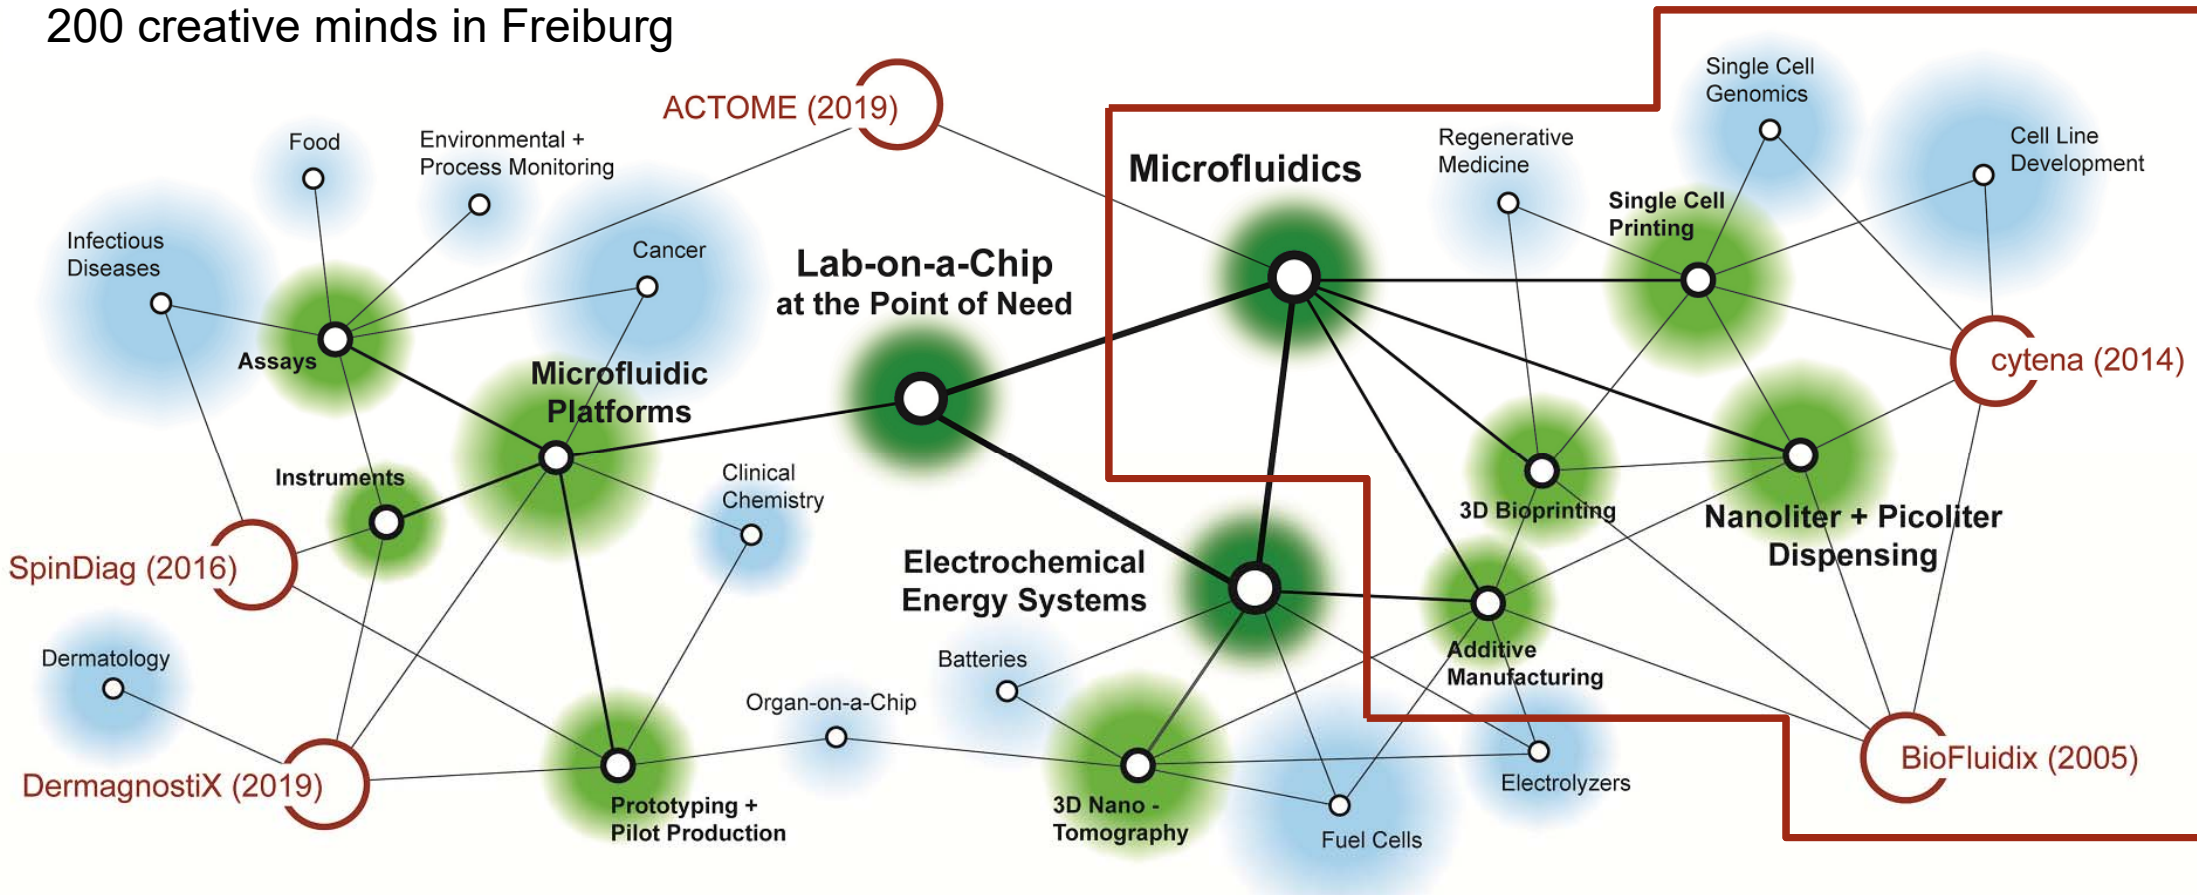 200 creative minds in Freiburg
ACTOME (2019)
Single Cell
Genomics
Cell Line
Development
Regenerative
Medicine
Food
Environmental +
Process Monitoring
Microfluidics
Single Cell
Printing
Infectious
Diseases
Cancer
Lab-on-a-Chip
at the Point of Need
Assays
Microfluidic
Platforms
cytena (2014)
Instruments
Clinical
Chemistry
3D Bioprinting
Nanoliter + Picoliter
Dispensing
SpinDiag (2016)
Electrochemical
Energy Systems
Dermatology
Batteries
Additive
Manufacturing
Organ-on-a-Chip
DermagnostiX (2019)
BioFluidix (2005)
Prototyping +
Pilot Production
3D Nano -
Tomography
Electrolyzers
Fuel Cells